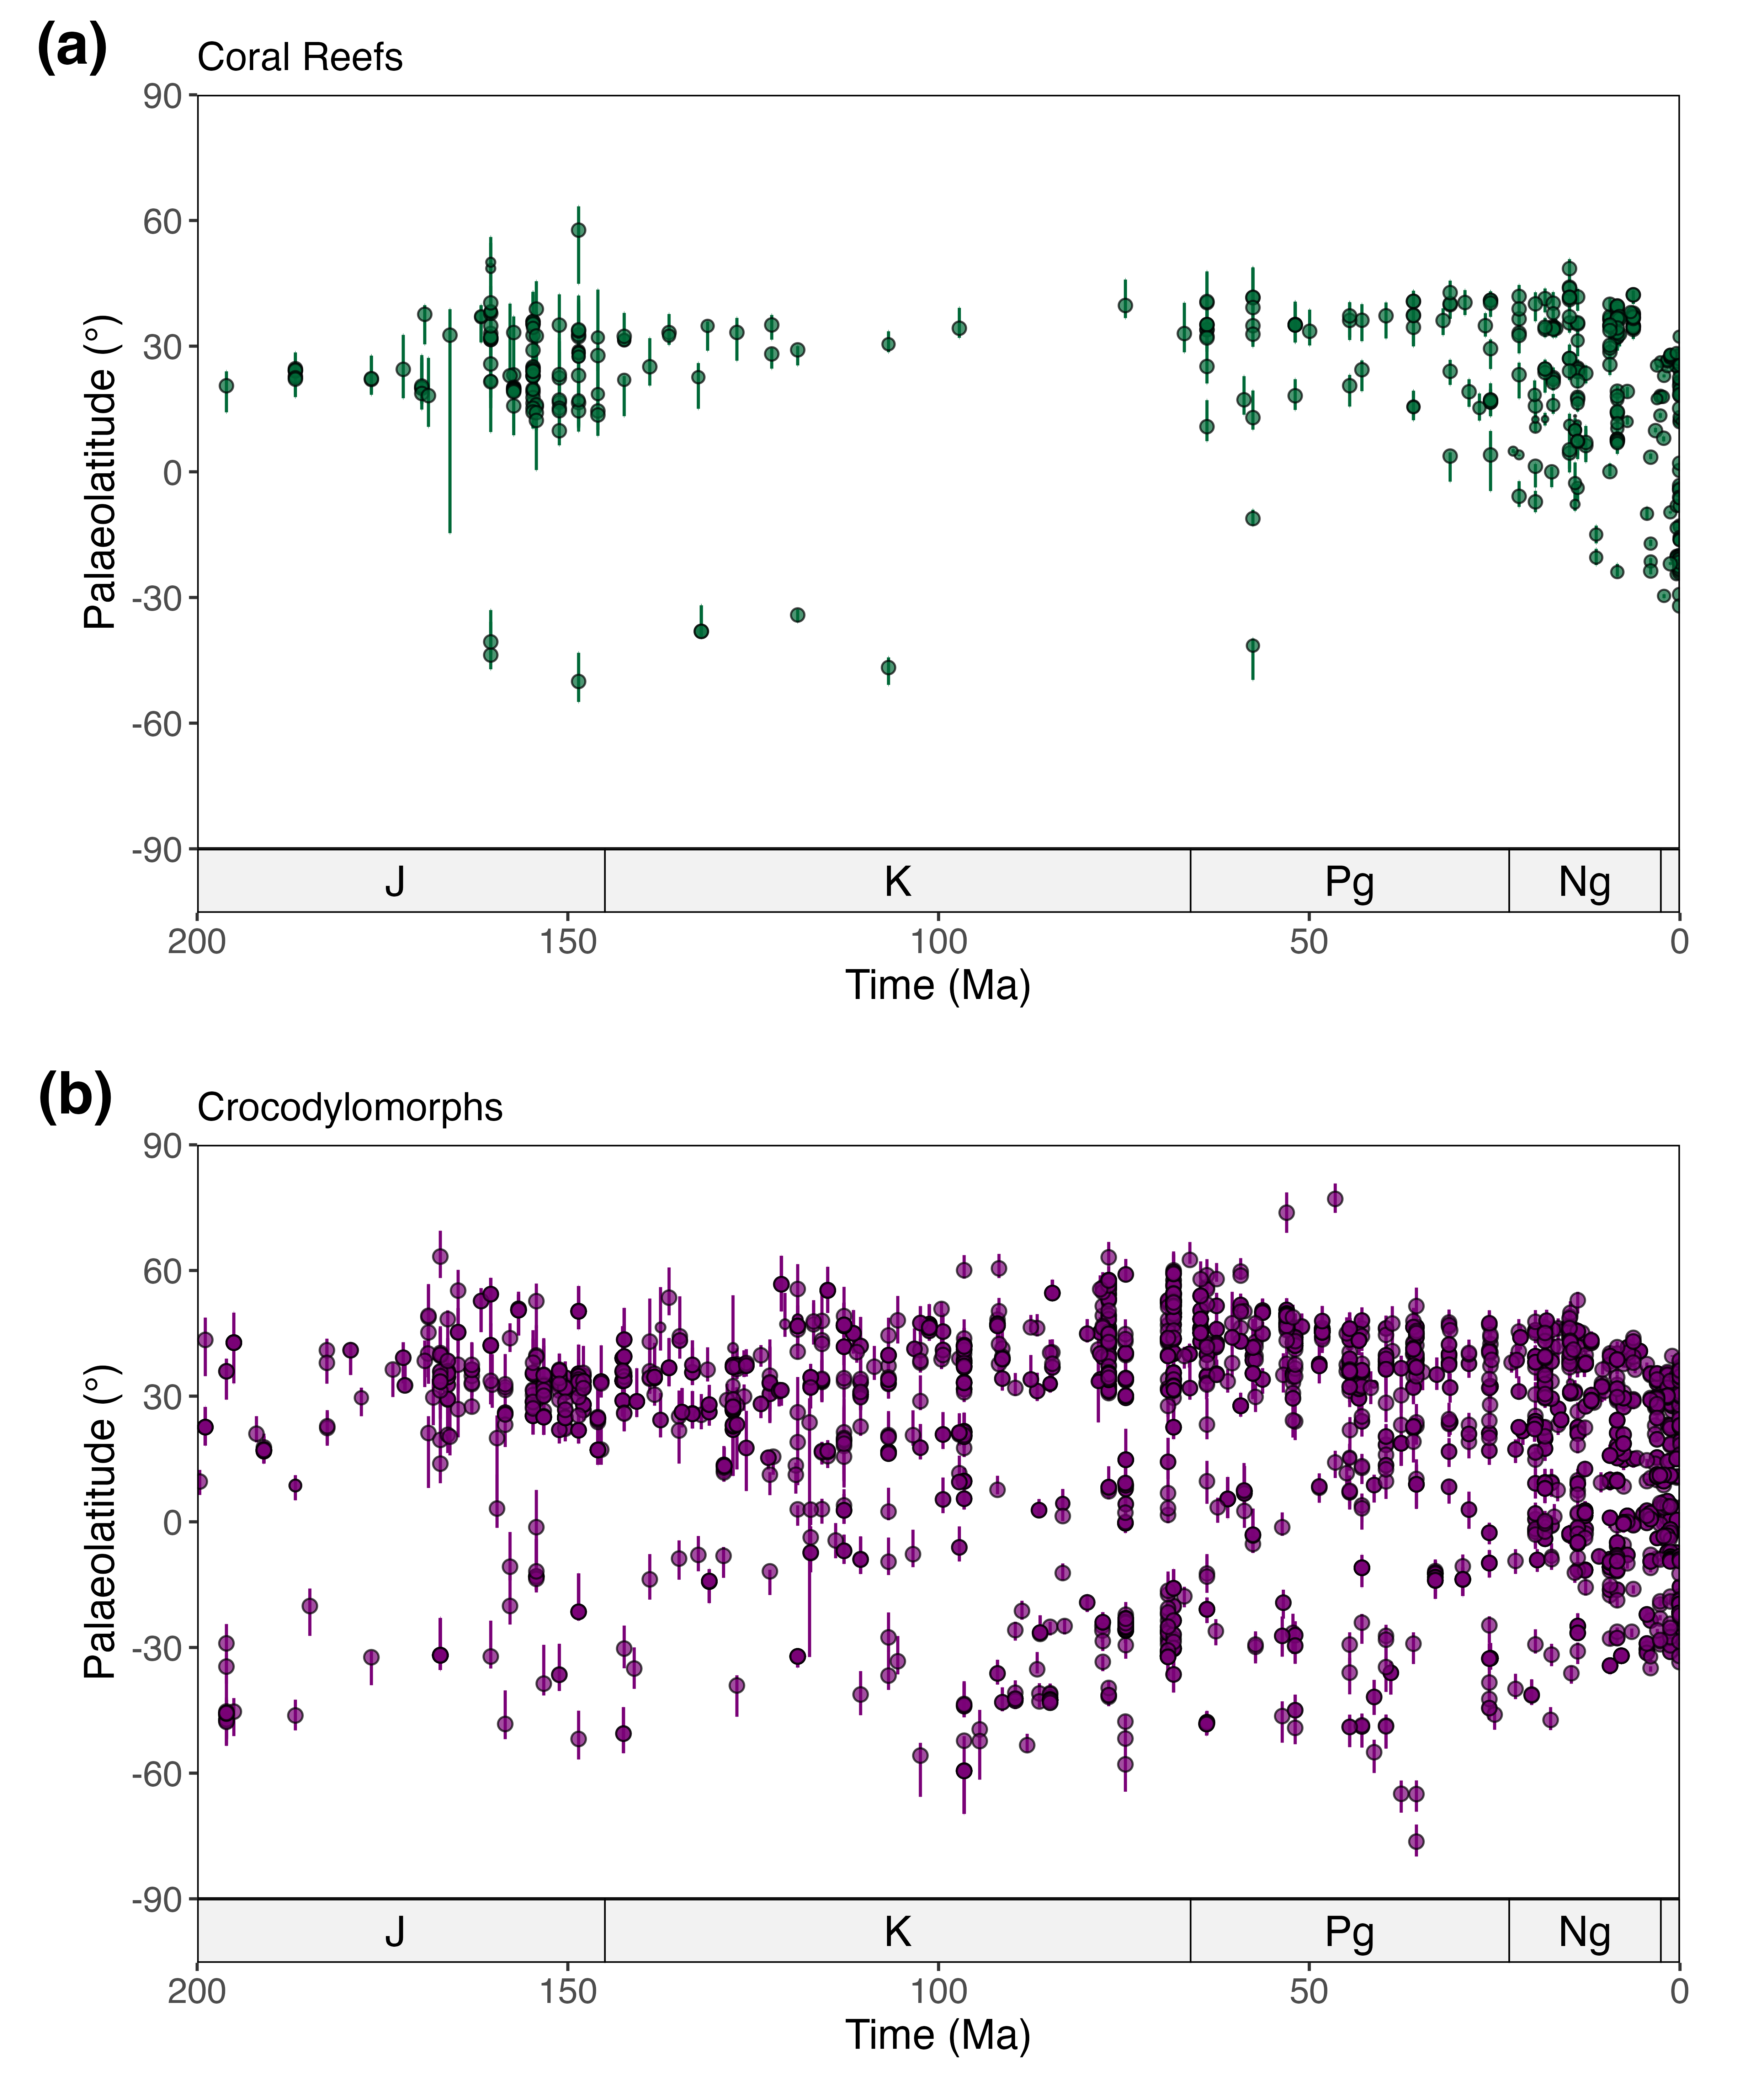 (a)
Coral Reefs
90
60
30
0
-30
-60
-90
Palaeolatitude (°)
J K Pg Ng
200 150 100 50 0
Time (Ma)
(b)
Crocodylomorphs
90
60
30
0
-30
-60
-90
Palaeolatitude (°)
J K Pg Ng
200 150 100 50 0
Time (Ma)